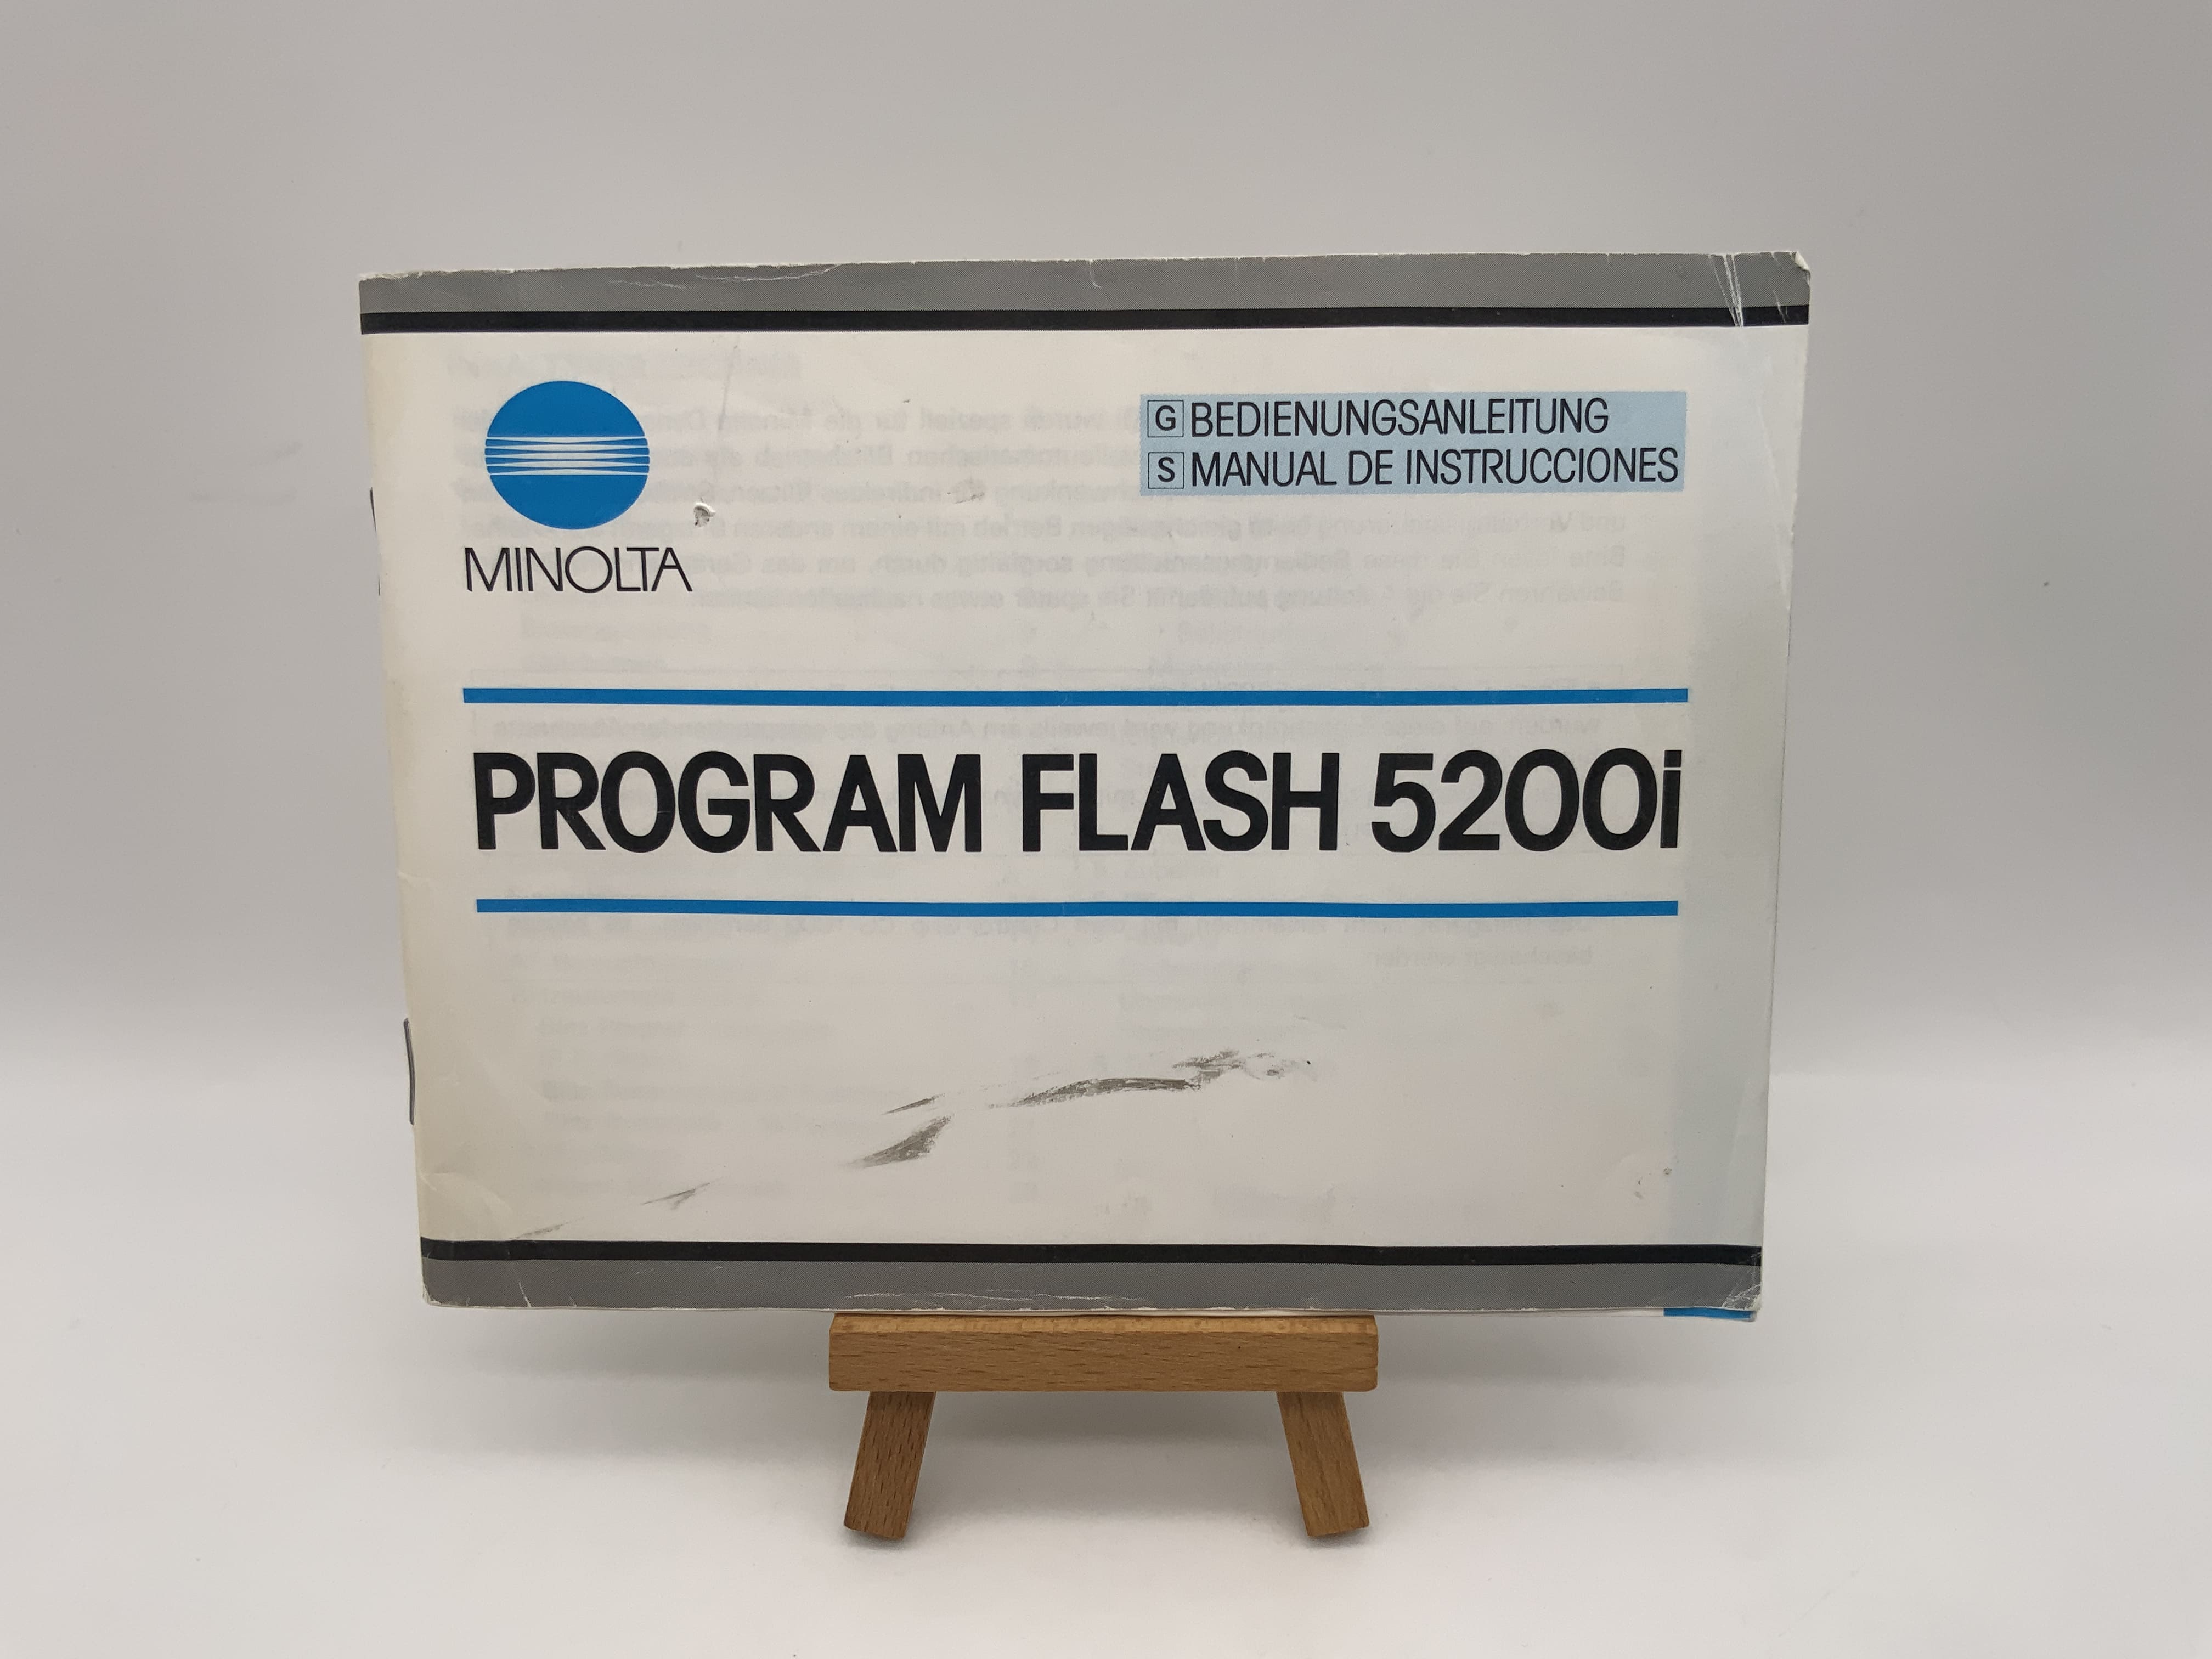 MINOLTA
G BEDIENUNGSANLEITUNG
S MANUAL DE INSTRUCCIONES
PROGRAM FLASH 5200i